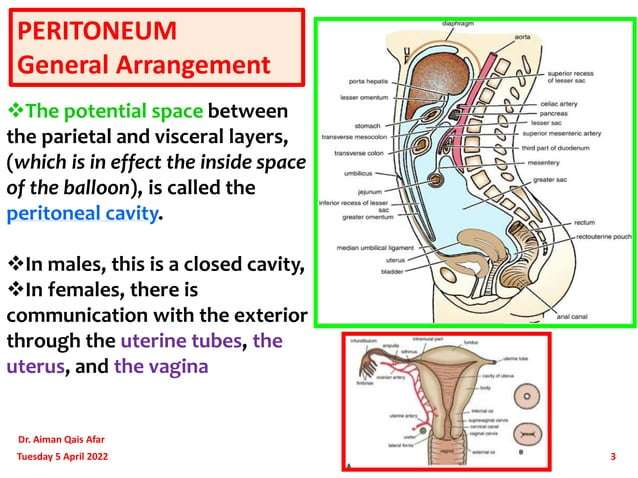 PERITONEUM
General Arrangement
❖The potential space between
the parietal and visceral layers,
(which is in effect the inside space
of the balloon), is called the
peritoneal cavity.
❖In males, this is a closed cavity,
❖In females, there is
communication with the exterior
through the uterine tubes, the
uterus, and the vagina
Dr. Aiman Qais Afar
Tuesday 5 April 2022
3
diaphragm
aorta
porta hepatis
lesser omentum
stomach
transverse mesocolon
transverse colon
umbilicus
jejunum
inferior recess of lesser
sac
greater omentum
median umbilical ligament
uterus
bladder
superior recess
of lesser sac
celiac artery
pancreas
lesser sac
superior mesenteric artery
third part of duodenum
mesentery
greater sac
rectum
rectouterine pouch
anal canal
infundibulum
ampulla
isthmus
intramural part
fundus
uterine tube
fimbriae
ovarian artery
cavity of uterus
body
uterine artery
ureter
lateral fornix
vagina
internal os
supravaginal cervix
cervical canal
vaginal cervix
external os
A
B